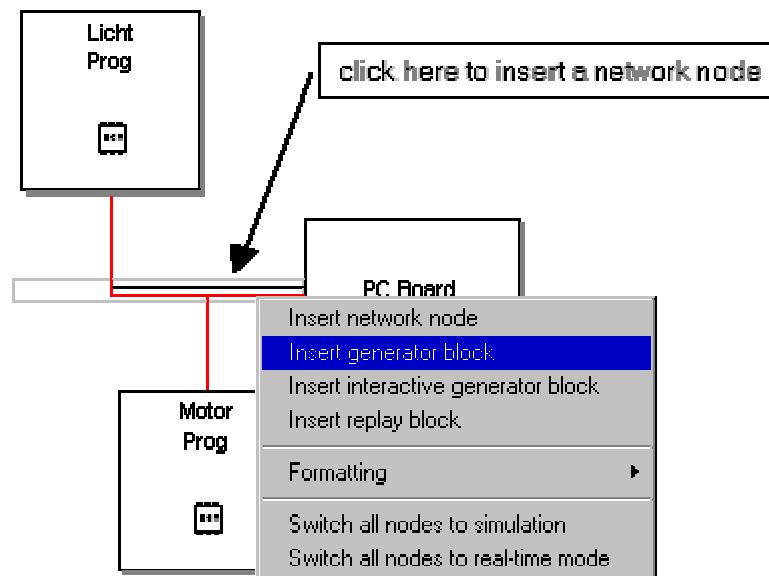 Licht
Prog
click here to insert a network node
PC Board
Insert network node
Insert generator block
Insert interactive generator block
Insert replay block
Formatting
Switch all nodes to simulation
Switch all nodes to real-time mode
Motor
Prog